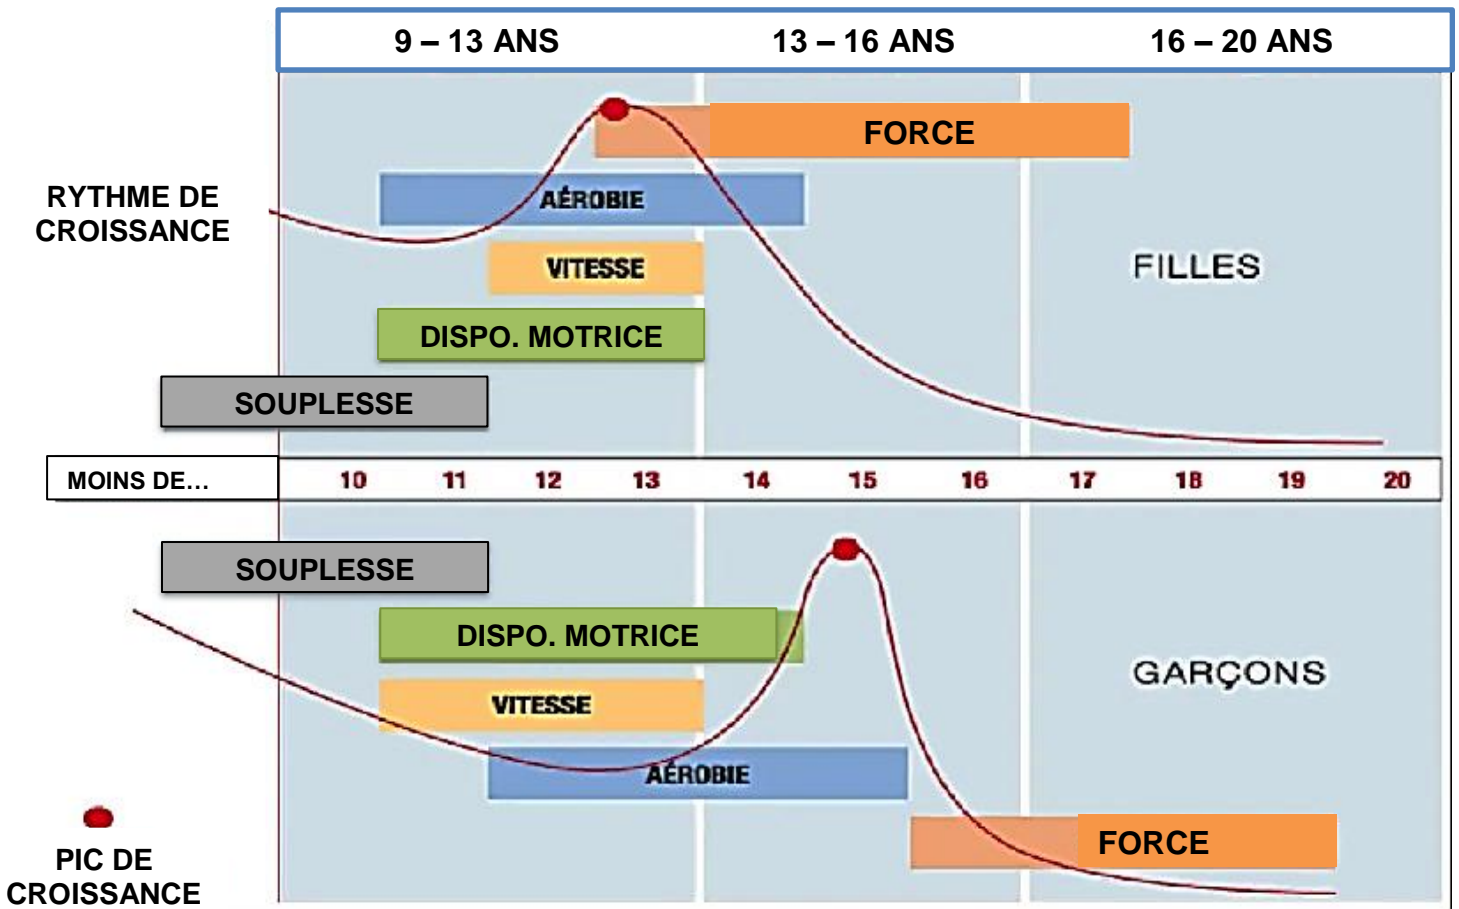 9 – 13 ANS 13 – 16 ANS 16 – 20 ANS
FORCE
RYTHME DE
CROISSANCE
AÉROBIE
VITESSE
FILLES
DISPO. MOTRICE
SOUPLESSE
MOINS DE... 10 11 12 13 14 15 16 17 18 19 20
SOUPLESSE
DISPO. MOTRICE
GARÇONS
VITESSE
AÉROBIE
FORCE
PIC DE
CROISSANCE